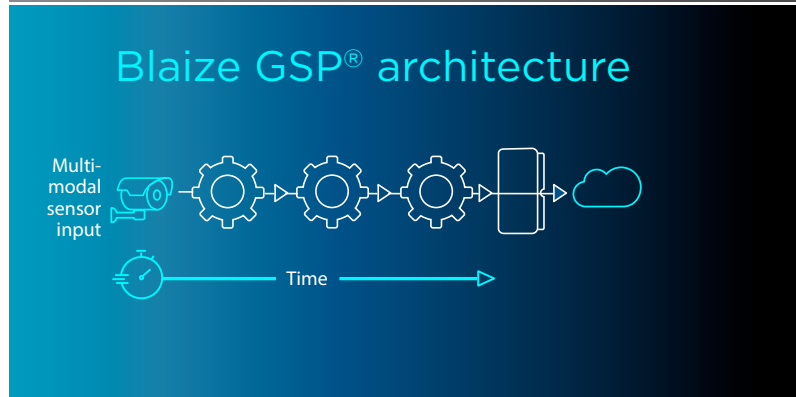 Blaize GSP® architecture
Multi-
modal
sensor
input
Time